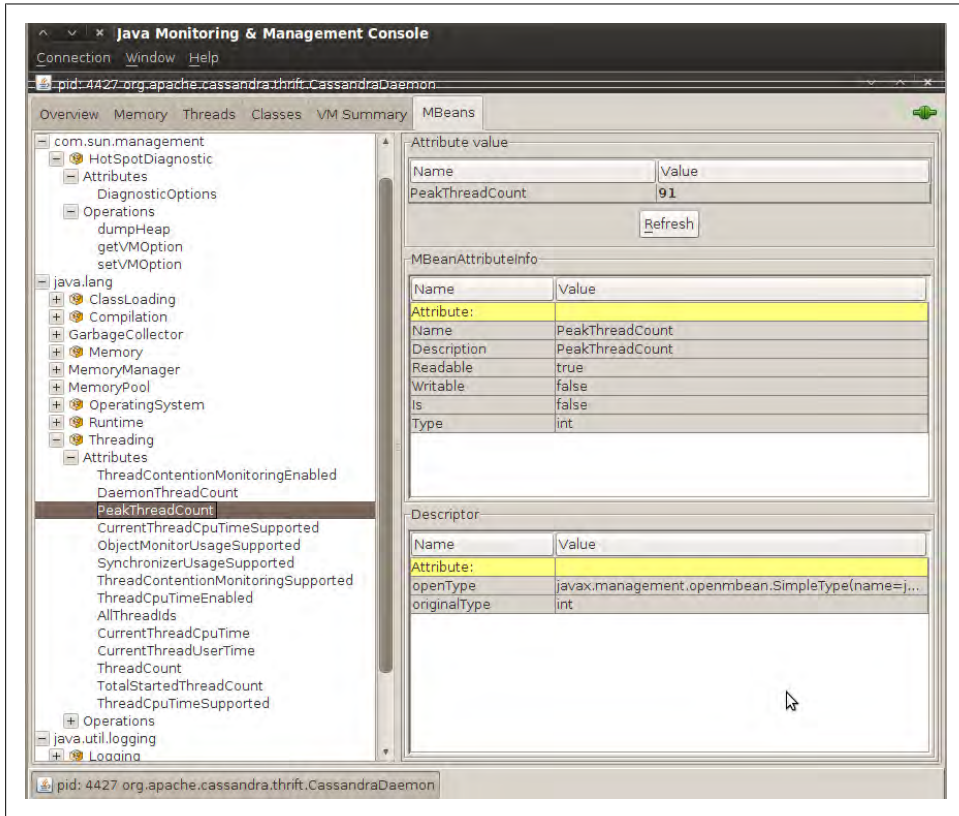 Java Monitoring & Management Console
Connection Window Help
pid: 4427 org.apache.cassandra.thrift.CassandraDaemon
Overview Memory Threads Classes VM Summary MBeans
com.sun.management
HotSpotDiagnostic
Attributes
DiagnosticOptions
Operations
dumpHeap
getVMOption
setVMOption
java.lang
ClassLoading
Compilation
GarbageCollector
Memory
MemoryManager
MemoryPool
OperatingSystem
Runtime
Threading
Attributes
ThreadContentionMonitoringEnabled
DaemonThreadCount
PeakThreadCount
CurrentThreadCpuTimeSupported
ObjectMonitorUsageSupported
SynchronizerUsageSupported
ThreadContentionMonitoringSupported
ThreadCpuTimeEnabled
AllThreadIds
CurrentThreadCpuTime
CurrentThreadUserTime
ThreadCount
TotalStartedThreadCount
ThreadCpuTimeSupported
Operations
java.util.logging
Logging
Attribute value
Name Value
PeakThreadCount 91
Refresh
MBeanAttributeInfo
Name Value
Attribute:
Name PeakThreadCount
Description PeakThreadCount
Readable true
Writable false
Is false
Type int
Descriptor
Name Value
Attribute:
openType javax.management.openmbean.SimpleType(name=j...
originalType int
pid: 4427 org.apache.cassandra.thrift.CassandraDaemon